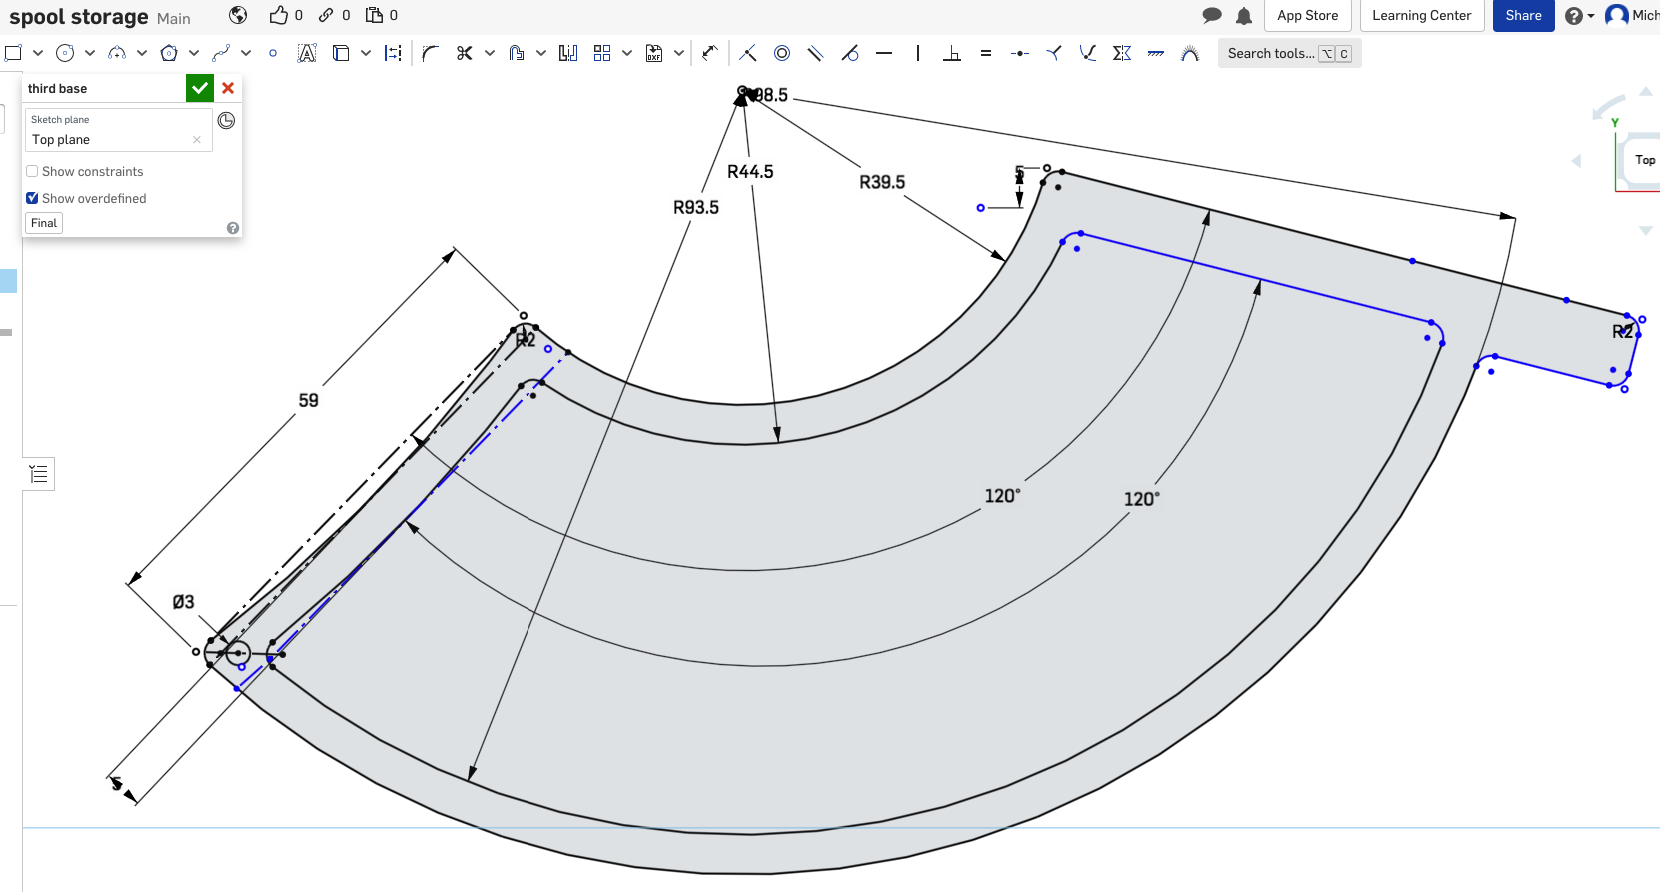 spool storage Main 0 0 0 App Store Learning Center Share Mich
Search tools... ⌥ C
third base
Sketch plane
Top plane
Show constraints
Show overdefined
Final
Y
Top
R44.5
R39.5
R93.5
5
R2
R2
59
120°
120°
Ø3
5